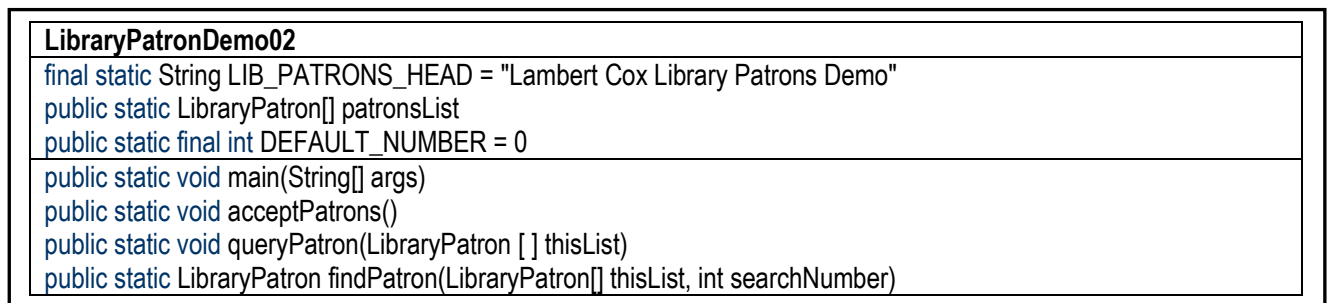 LibraryPatronDemo02
final static String LIB_PATRONS_HEAD = "Lambert Cox Library Patrons Demo"
public static LibraryPatron[] patronsList
public static final int DEFAULT_NUMBER = 0
public static void main(String[] args)
public static void acceptPatrons()
public static void queryPatron(LibraryPatron [ ] thisList)
public static LibraryPatron findPatron(LibraryPatron[] thisList, int searchNumber)